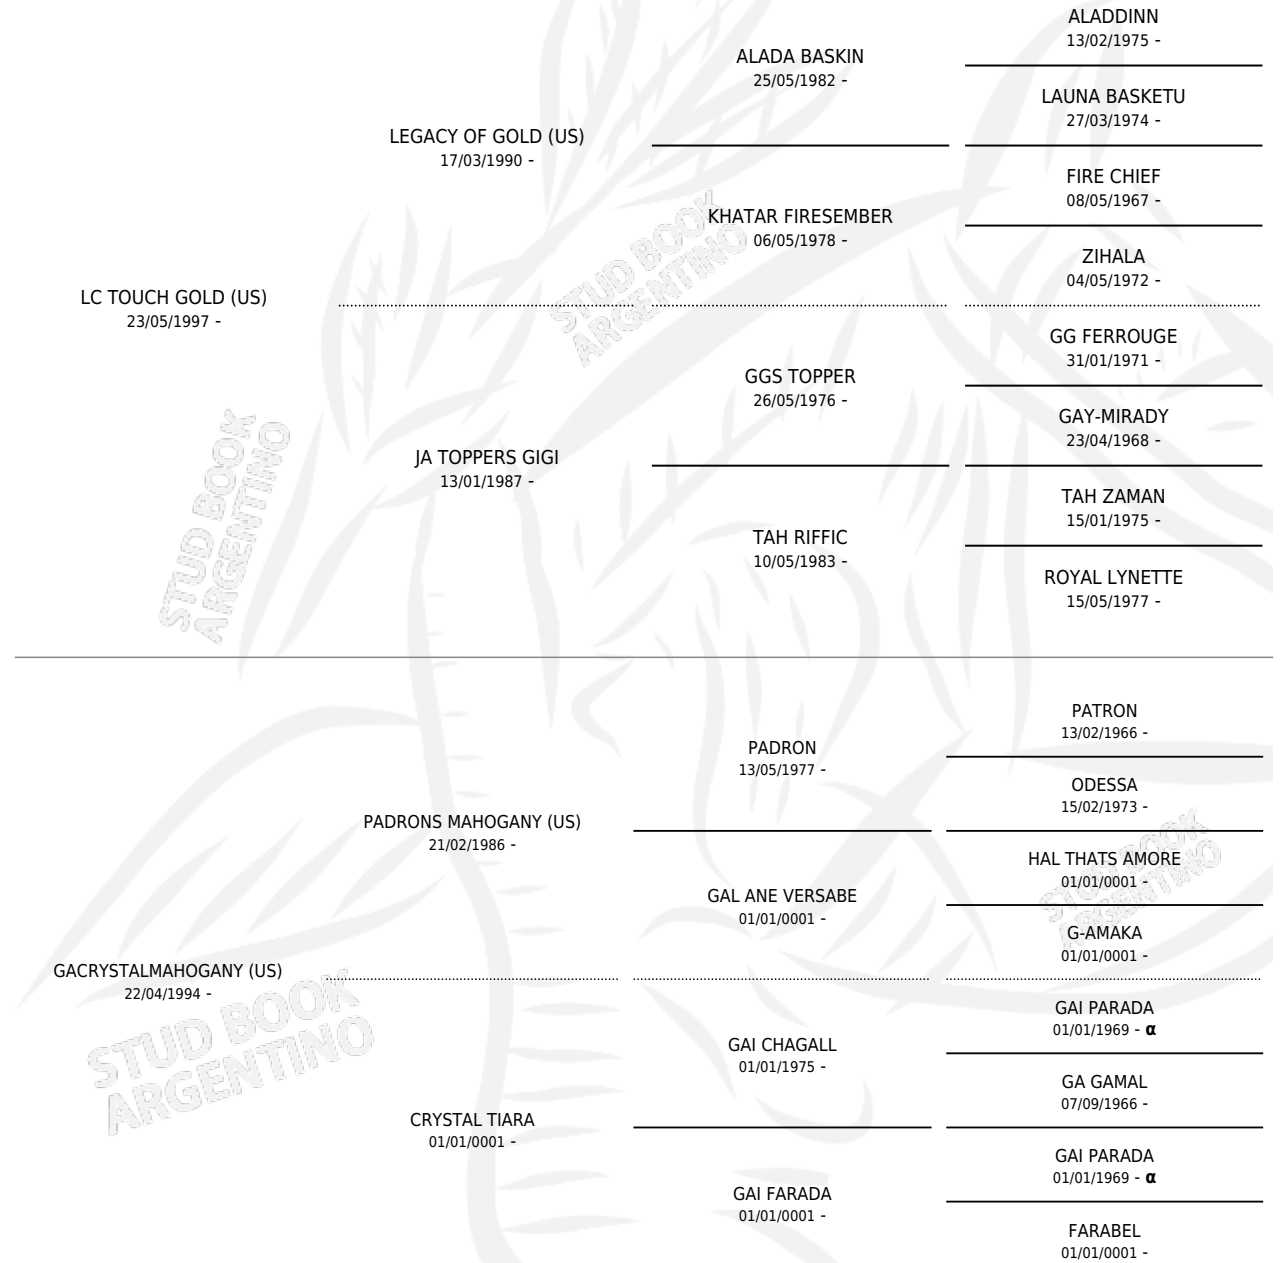 ALADDINN
13/02/1975 -
ALADA BASKIN
25/05/1982 -
LAUNA BASKETU
27/03/1974 -
LEGACY OF GOLD (US)
17/03/1990 -
FIRE CHIEF
08/05/1967 -
KHATAR FIRESEMBER
06/05/1978 -
ZIHALA
04/05/1972 -
STUD BOOK
ARGENTINO
LC TOUCH GOLD (US)
23/05/1997 -
GG FERROUGE
31/01/1971 -
GGS TOPPER
26/05/1976 -
GAY-MIRADY
23/04/1968 -
JA TOPPERS GIGI
13/01/1987 -
TAH ZAMAN
15/01/1975 -
TAH RIFFIC
10/05/1983 -
ROYAL LYNETTE
15/05/1977 -
STUD BOOK
ARGENTINO
PATRON
13/02/1966 -
PADRON
13/05/1977 -
ODESSA
15/02/1973 -
PADRONS MAHOGANY (US)
21/02/1986 -
HAL THATS AMORE
01/01/0001 -
GAL ANE VERSABE
01/01/0001 -
G-AMAKA
01/01/0001 -
STUD BOOK
ARGENTINO
GACRYSTALMAHOGANY (US)
22/04/1994 -
GAI PARADA
01/01/1969 - α
GAI CHAGALL
01/01/1975 -
GA GAMAL
07/09/1966 -
CRYSTAL TIARA
01/01/0001 -
GAI PARADA
01/01/1969 - α
GAI FARADA
01/01/0001 -
FARABEL
01/01/0001 -
STUD BOOK
ARGENTINO